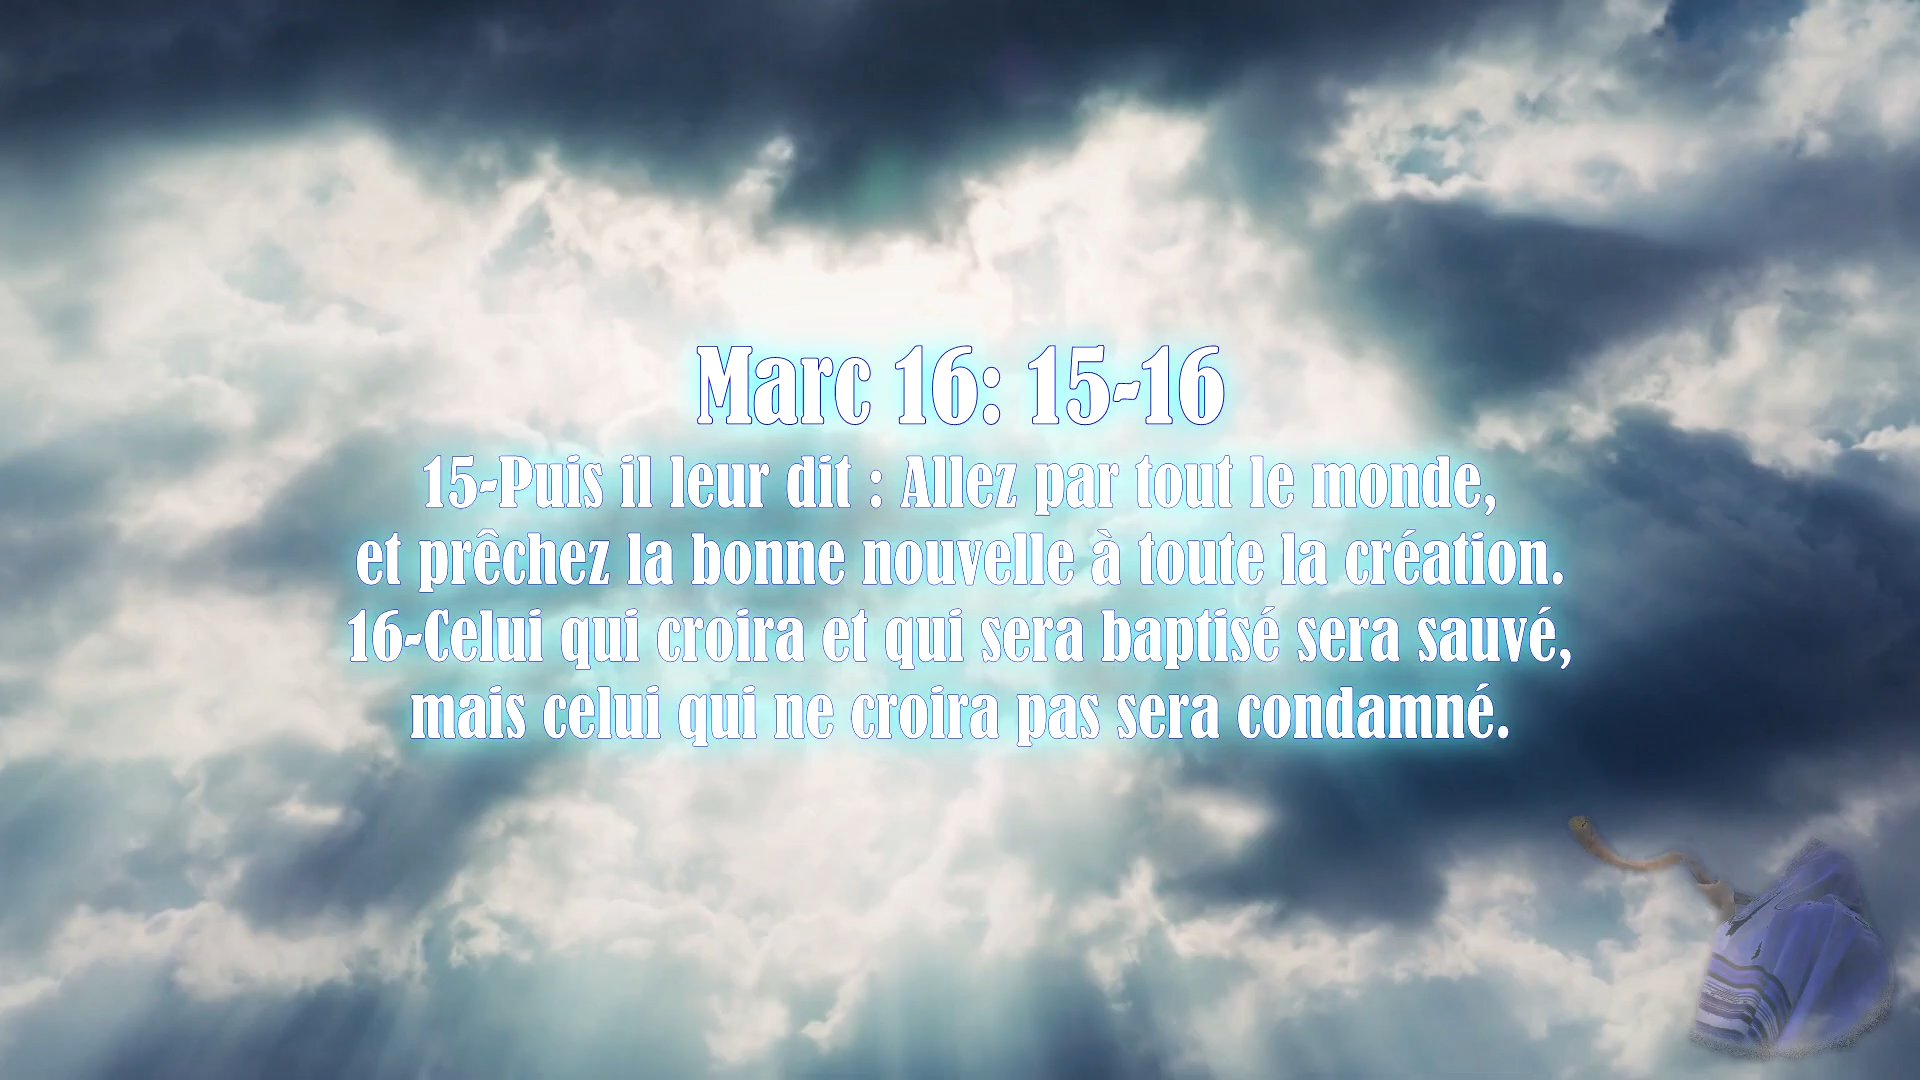 Marc 16: 15-16
15-Puis il leur dit : Allez par tout le monde,
et prêchez la bonne nouvelle à toute la création.
16-Celui qui croira et qui sera baptisé sera sauvé,
mais celui qui ne croira pas sera condamné.